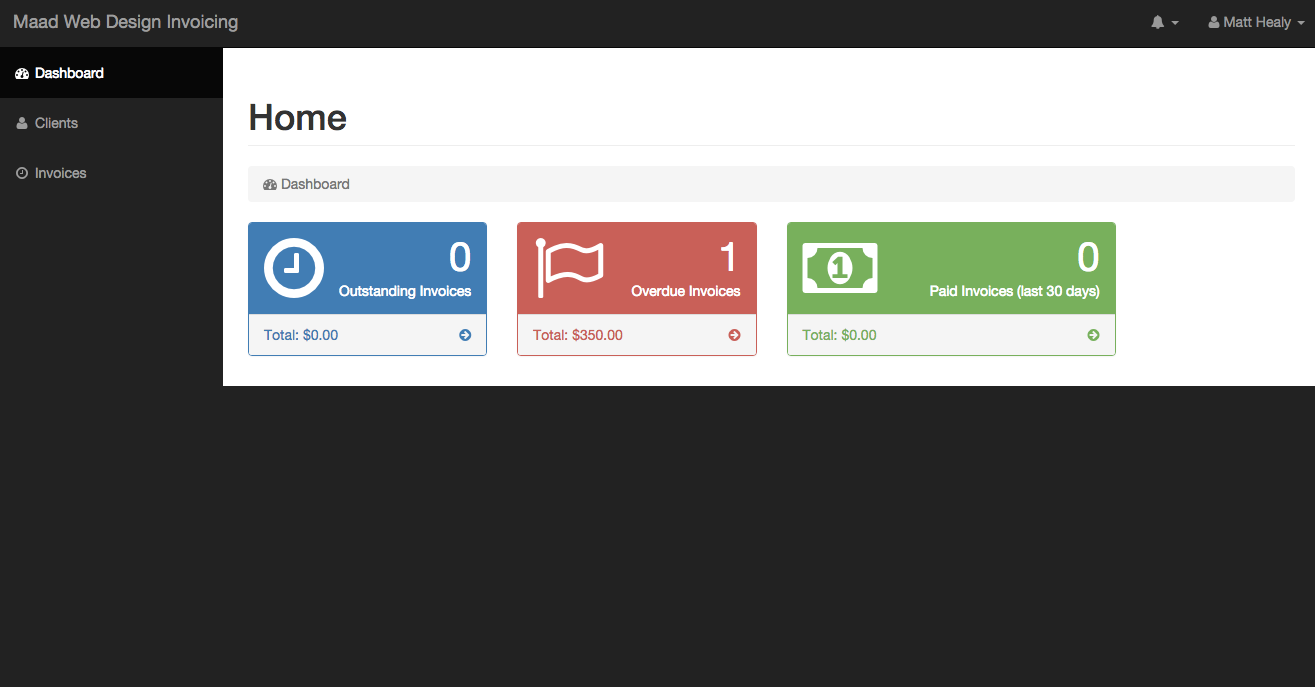 Maad Web Design Invoicing
Matt Healy
Dashboard
Clients
Invoices
Home
Dashboard
0
Outstanding Invoices
Total: $0.00
1
Overdue Invoices
Total: $350.00
1
0
Paid Invoices (last 30 days)
Total: $0.00